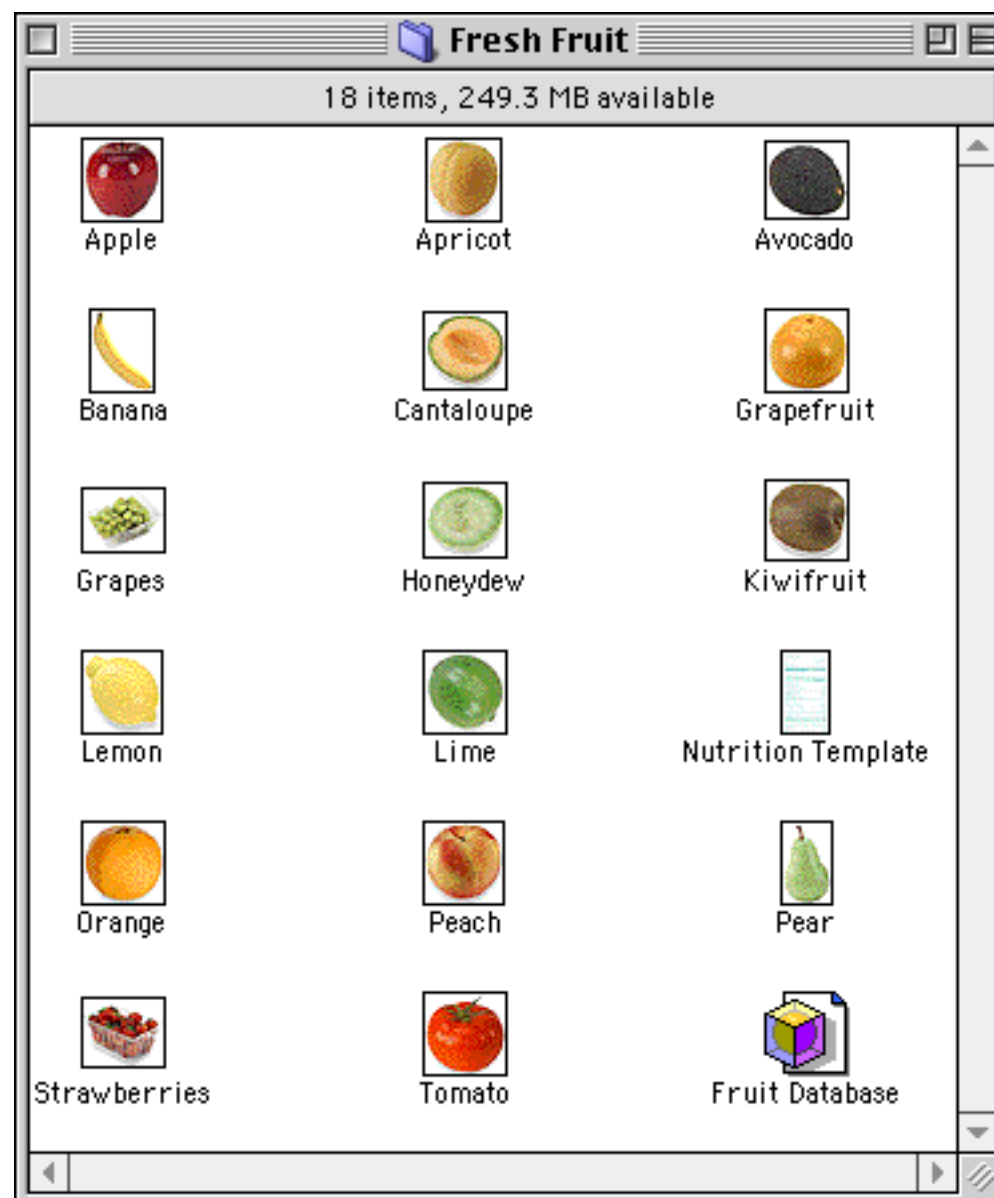 Fresh Fruit
18 items, 249.3 MB available
Apple
Apricot
Avocado
Banana
Cantaloupe
Grapefruit
Grapes
Honeydew
Kiwifruit
Lemon
Lime
Nutrition Template
Orange
Peach
Pear
Strawberries
Tomato
Fruit Database